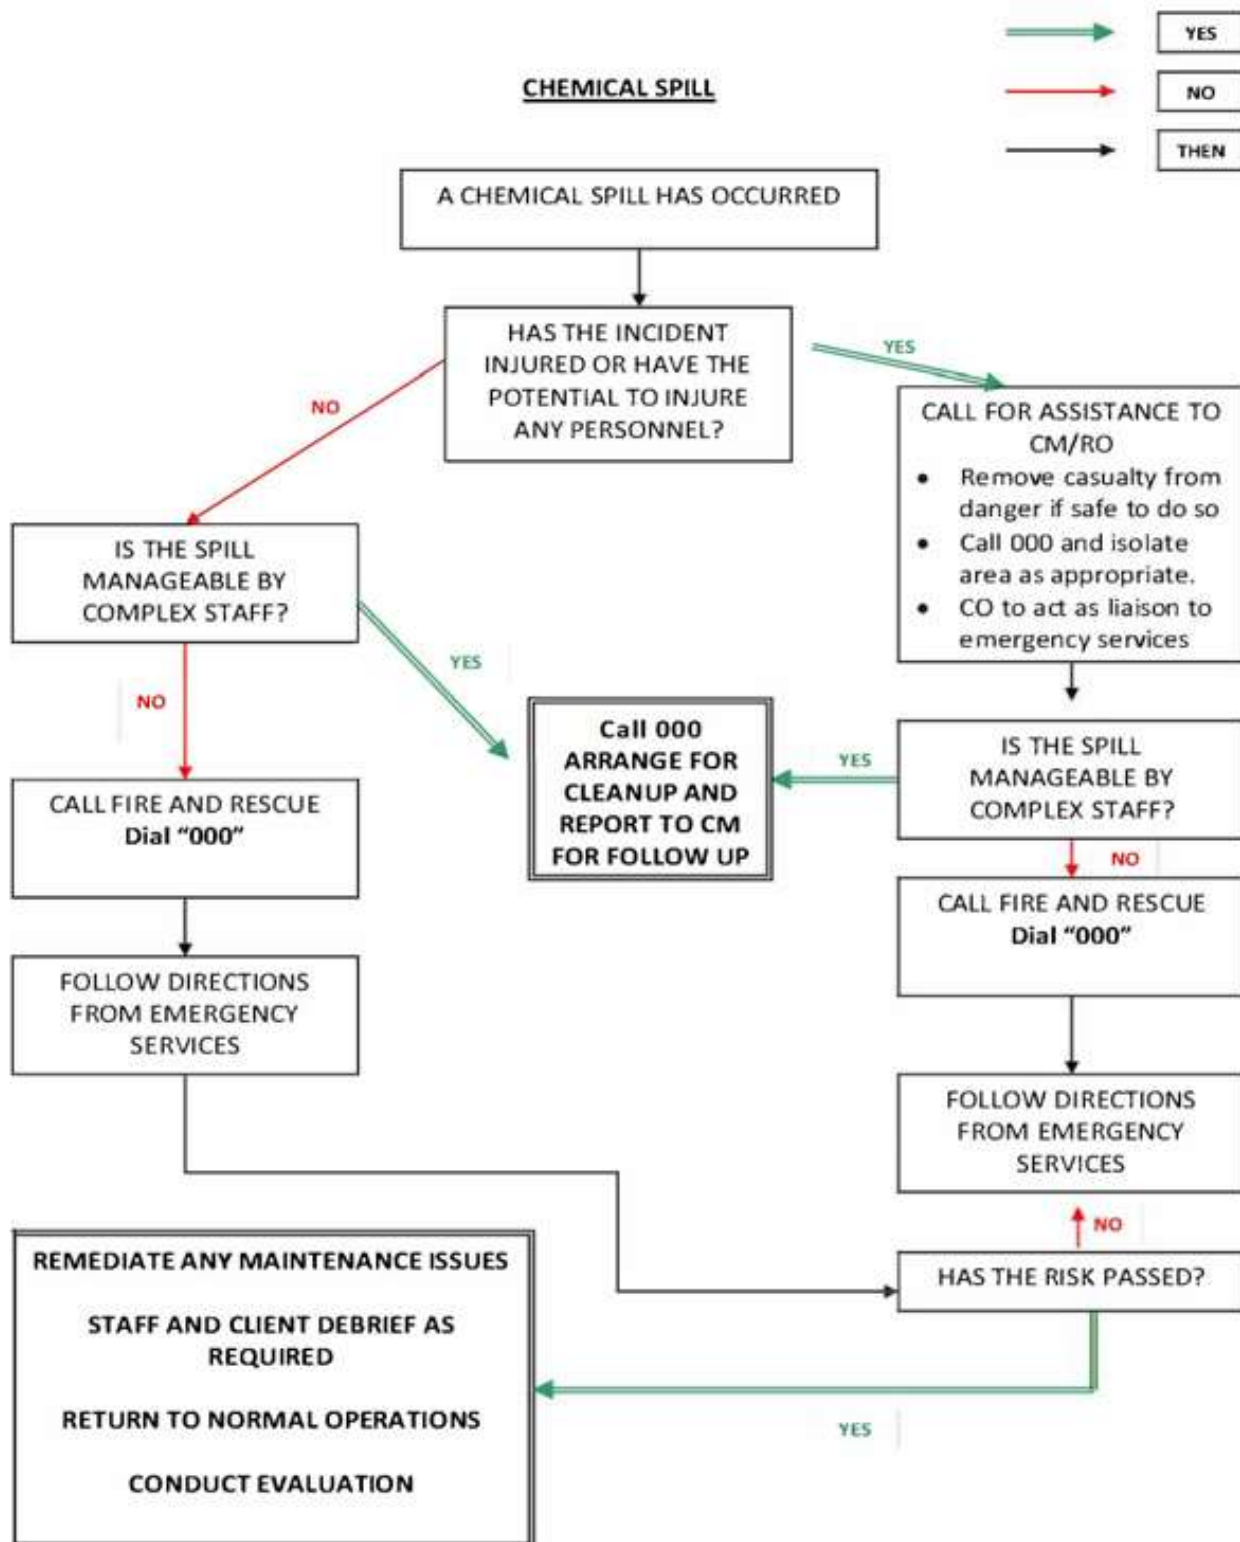 YES
CHEMICAL SPILL
NO
THEN
A CHEMICAL SPILL HAS OCCURRED
HAS THE INCIDENT
INJURED OR HAVE THE
POTENTIAL TO INJURE
ANY PERSONNEL?
YES
NO
CALL FOR ASSISTANCE TO
CM/RO
• Remove casualty from
danger if safe to do so
• Call 000 and isolate
area as appropriate.
• CO to act as liaison to
emergency services
IS THE SPILL
MANAGEABLE BY
COMPLEX STAFF?
YES
NO
Call 000
ARRANGE FOR
CLEANUP AND
REPORT TO CM
FOR FOLLOW UP
YES
IS THE SPILL
MANAGEABLE BY
COMPLEX STAFF?
NO
CALL FIRE AND RESCUE
Dial “000”
CALL FIRE AND RESCUE
Dial “000”
FOLLOW DIRECTIONS
FROM EMERGENCY
SERVICES
FOLLOW DIRECTIONS
FROM EMERGENCY
SERVICES
NO
HAS THE RISK PASSED?
YES
REMEDIATE ANY MAINTENANCE ISSUES
STAFF AND CLIENT DEBRIEF AS
REQUIRED
RETURN TO NORMAL OPERATIONS
CONDUCT EVALUATION